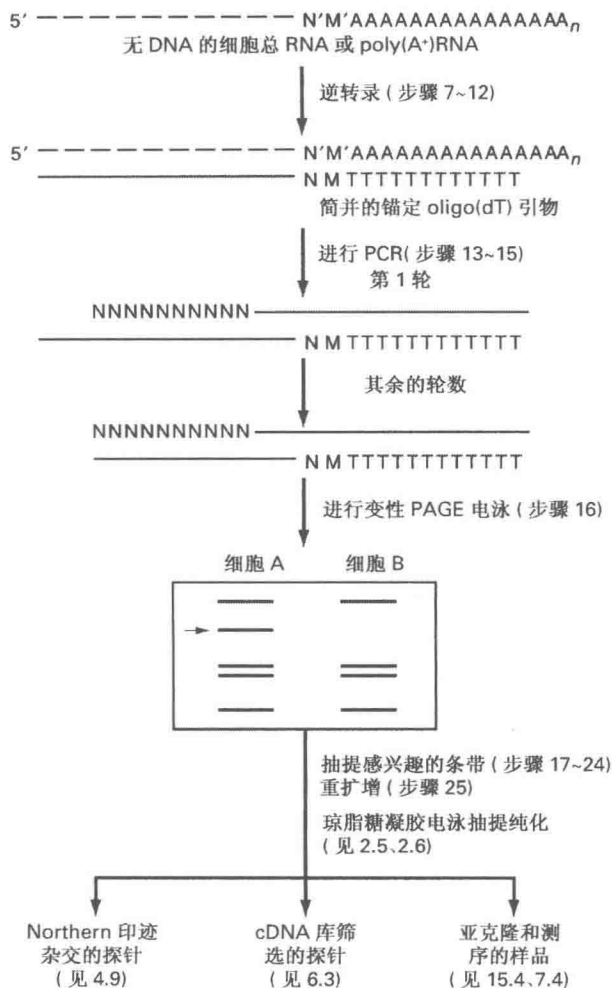 5′ N′M′AAAAAAAAAAAAAAAn
无 DNA 的细胞总 RNA 或 poly(A⁺)RNA
逆转录 ( 步骤 7~12)
5′ N′M′AAAAAAAAAAAAAAAn
N M TTTTTTTTTTTTT
简并的锚定 oligo(dT) 引物
进行 PCR( 步骤 13~15)
第 1 轮
NNNNNNNNNN
N M TTTTTTTTTTTTT
其余的轮数
NNNNNNNNNN
N M TTTTTTTTTTTTT
进行变性 PAGE 电泳 ( 步骤 16)
细胞 A 细胞 B
抽提感兴趣的条带 ( 步骤 17~24)
重扩增 ( 步骤 25)
琼脂糖凝胶电泳抽提纯化
( 见 2.5、2.6)
Northern 印迹
杂交的探针
( 见 4.9)
cDNA 库筛
选的探针
( 见 6.3)
亚克隆和测
序的样品
( 见 15.4、7.4)